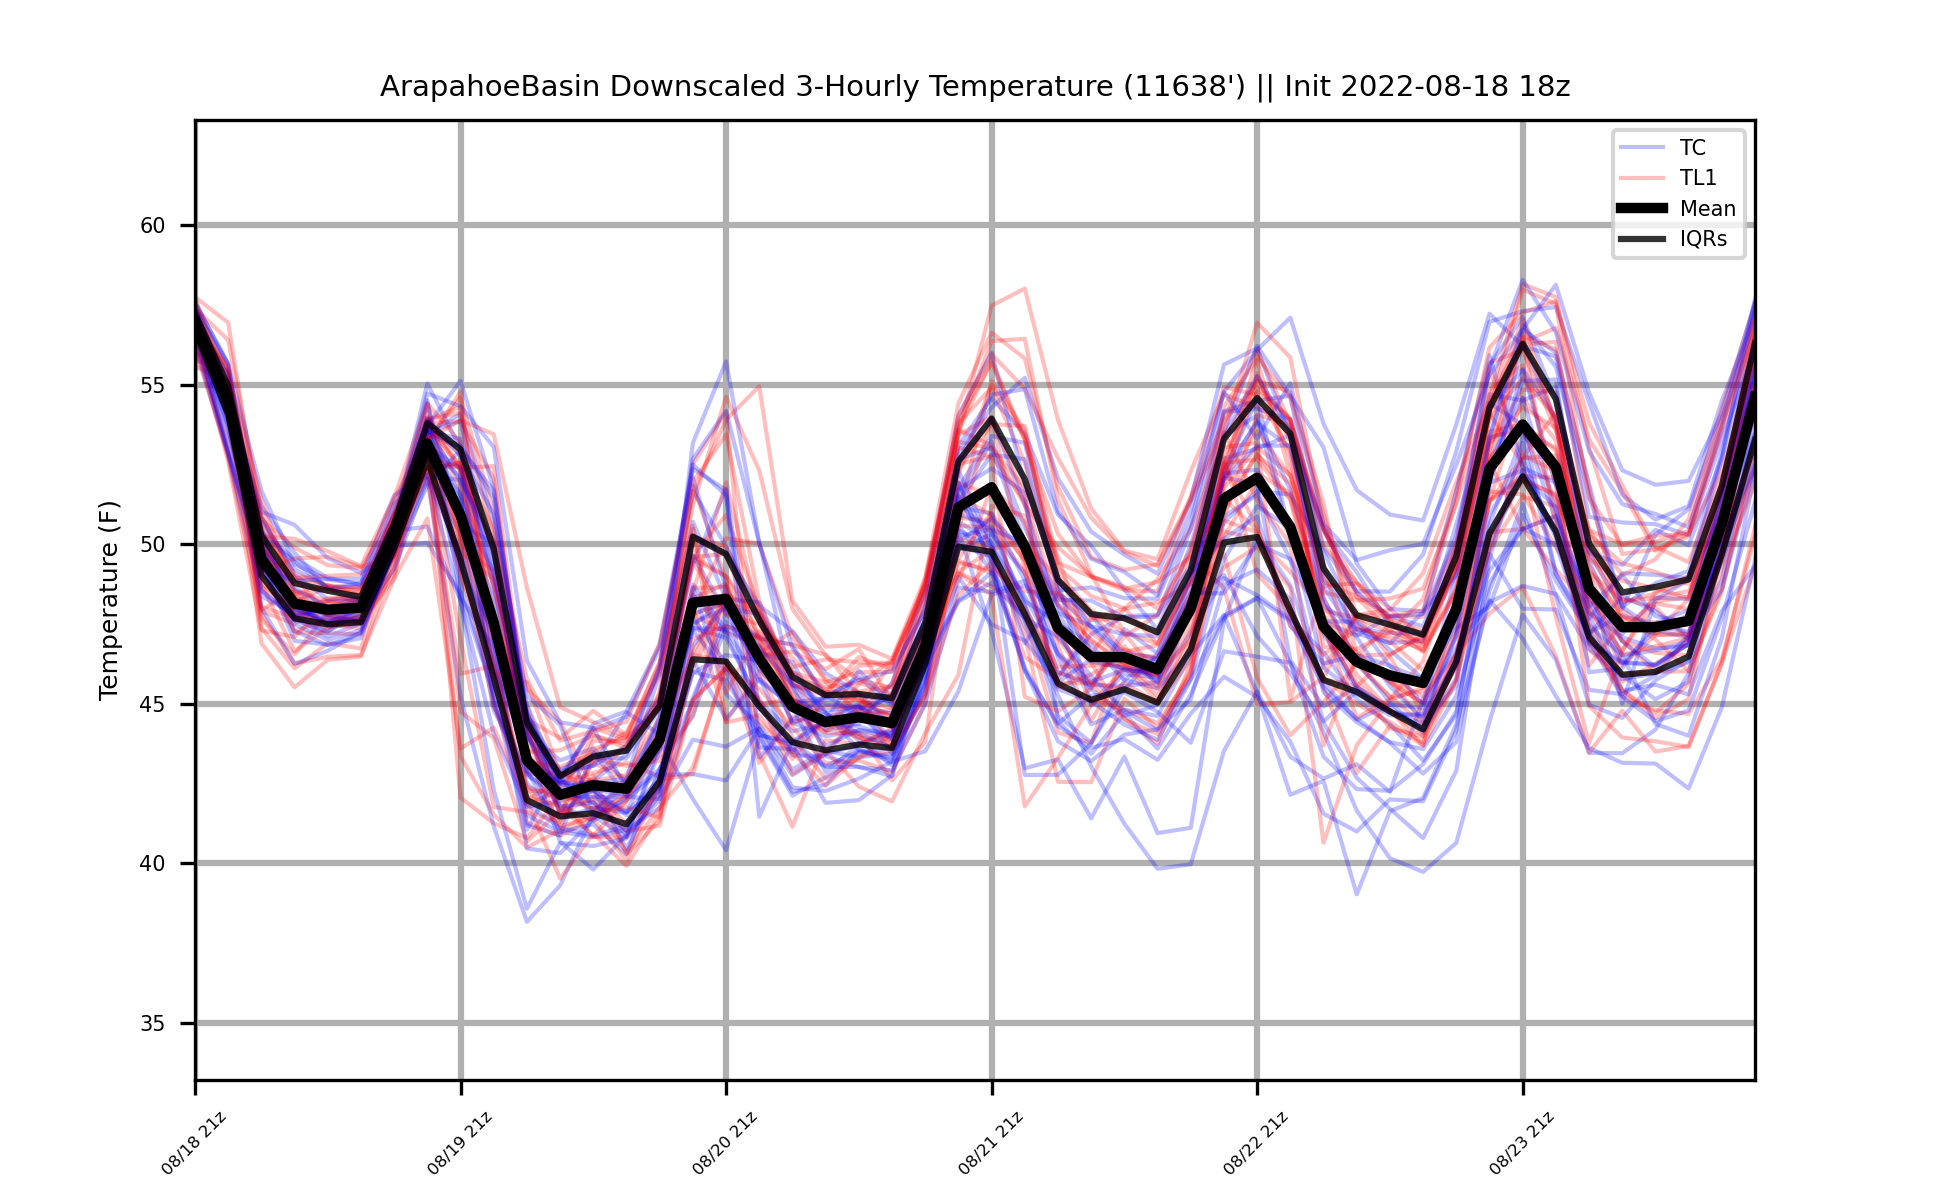 ArapahoeBasin Downscaled 3-Hourly Temperature (11638') || Init 2022-08-18 18z
TC
TL1
Mean
IQRs
Temperature (F)
60
55
50
45
40
35
08/18 21z
08/19 21z
08/20 21z
08/21 21z
08/22 21z
08/23 21z